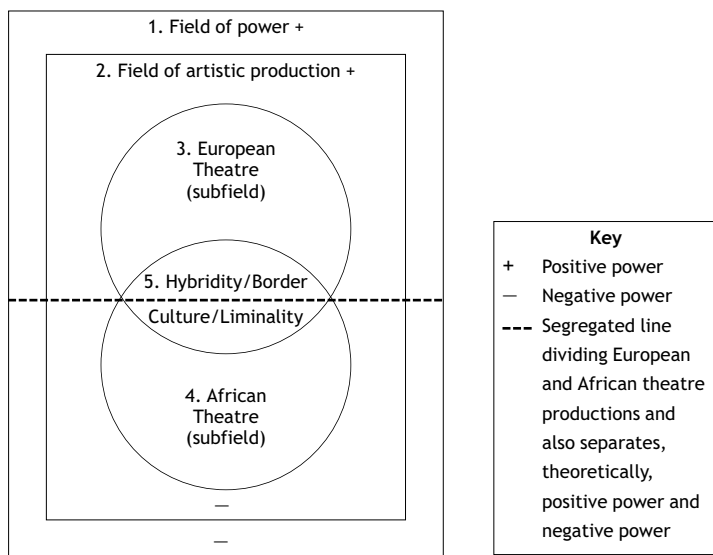 1. Field of power +
2. Field of artistic production +
3. European
Theatre
(subfield)
5. Hybridity/Border
Culture/Liminality
4. African
Theatre
(subfield)
—
—
Key
+ Positive power
— Negative power
Segregated line
dividing European
and African theatre
productions and
also separates,
theoretically,
positive power and
negative power